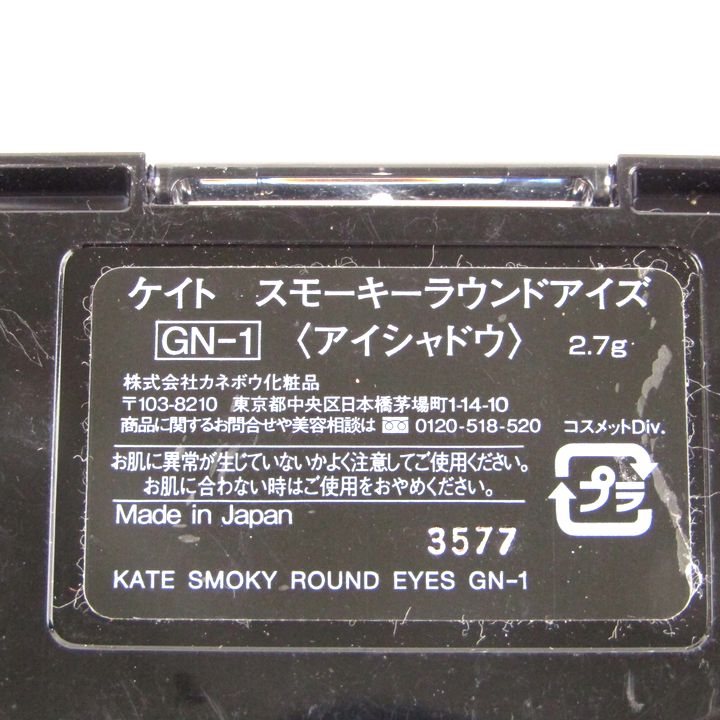 ケイト　スモーキーラウンドアイズ
GN-1 〈アイシャドウ〉 2.7g
株式会社カネボウ化粧品
〒103-8210　東京都中央区日本橋茅場町1-14-10
商品に関するお問合せや美容相談は 0120-518-520 コスメットDiv.
お肌に異常が生じていないかよく注意してご使用ください。
お肌に合わない時はご使用をおやめください。
プラ
Made in Japan
3577
KATE SMOKY ROUND EYES GN-1